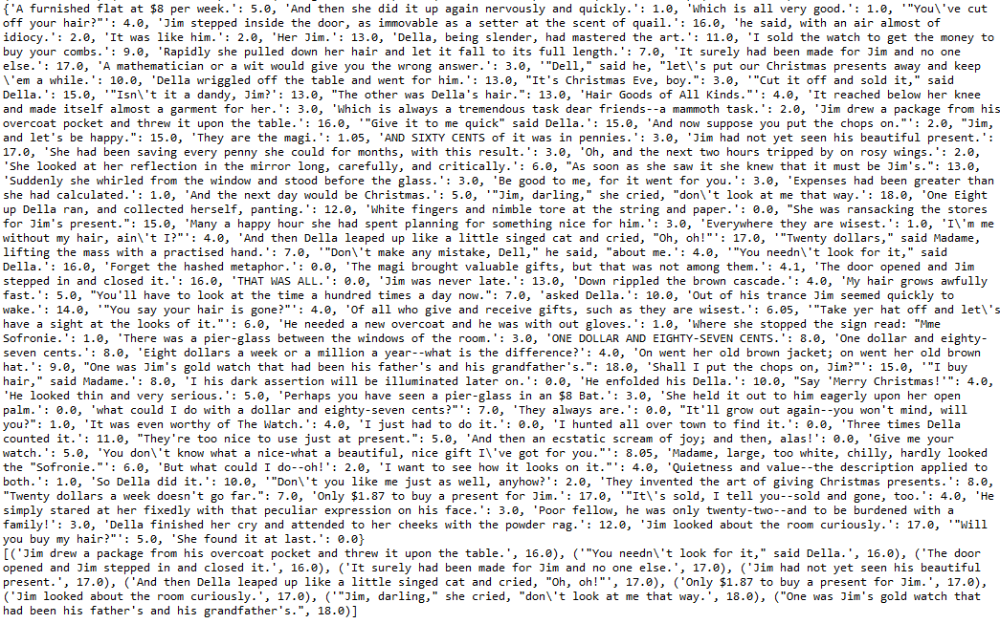 {'A furnished flat at $8 per week.': 5.0, 'And then she did it up again nervously and quickly.': 1.0, 'Which is all very good.': 1.0, '"You\'ve cut
off your hair?"': 4.0, 'Jim stepped inside the door, as immovable as a setter at the scent of quail.': 16.0, 'he said, with an air almost of
idiocy.': 2.0, 'It was like him.': 2.0, 'Her Jim.': 13.0, 'Della, being slender, had mastered the art.': 11.0, 'I sold the watch to get the money to
buy your combs.': 9.0, 'Rapidly she pulled down her hair and let it fall to its full length.': 7.0, 'It surely had been made for Jim and no one
else.': 17.0, 'A mathematician or a wit would give you the wrong answer.': 3.0, '"Dell," said he, "let\'s put our Christmas presents away and keep
\'em a while.': 10.0, 'Della wriggled off the table and went for him.': 13.0, "It's Christmas Eve, boy.": 3.0, '"Cut it off and sold it," said
Della.': 15.0, '"Isn\'t it a dandy, Jim?': 13.0, "The other was Della's hair.": 13.0, 'Hair Goods of All Kinds."': 4.0, 'It reached below her knee
and made itself almost a garment for her.': 3.0, 'Which is always a tremendous task dear friends--a mammoth task.': 2.0, 'Jim drew a package from his
overcoat pocket and threw it upon the table.': 16.0, '"Give it to me quick" said Della.': 15.0, 'And now suppose you put the chops on."': 2.0, "Jim,
and let's be happy.": 15.0, 'They are the magi.': 1.05, 'AND SIXTY CENTS of it was in pennies.': 3.0, 'Jim had not yet seen his beautiful present.':
17.0, 'She had been saving every penny she could for months, with this result.': 3.0, 'Oh, and the next two hours tripped by on rosy wings.': 2.0,
'She looked at her reflection in the mirror long, carefully, and critically.': 6.0, "As soon as she saw it she knew that it must be Jim's.": 13.0,
'Suddenly she whirled from the window and stood before the glass.': 3.0, 'Be good to me, for it went for you.': 3.0, 'Expenses had been greater than
she had calculated.': 1.0, 'And the next day would be Christmas.': 5.0, '"Jim, darling," she cried, "don\'t look at me that way.': 18.0, 'One Eight
up Della ran, and collected herself, panting.': 12.0, 'White fingers and nimble tore at the string and paper.': 0.0, "She was ransacking the stores
for Jim's present.": 15.0, 'Many a happy hour she had spent planning for something nice for him.': 3.0, 'Everywhere they are wisest.': 1.0, 'I\'m me
without my hair, ain\'t I?"': 4.0, 'And then Della leaped up like a little singed cat and cried, "Oh, oh!"': 17.0, '"Twenty dollars," said Madame,
lifting the mass with a practised hand.': 7.0, '"Don\'t make any mistake, Dell," he said, "about me.': 4.0, '"You needn\'t look for it," said
Della.': 16.0, 'Forget the hashed metaphor.': 0.0, 'The magi brought valuable gifts, but that was not among them.': 4.1, 'The door opened and Jim
stepped in and closed it.': 16.0, 'THAT WAS ALL.': 0.0, 'Jim was never late.': 13.0, 'Down rippled the brown cascade.': 4.0, 'My hair grows awfully
fast.': 5.0, "You'll have to look at the time a hundred times a day now.": 7.0, 'asked Della.': 10.0, 'Out of his trance Jim seemed quickly to
wake.': 14.0, '"You say your hair is gone?"': 4.0, 'Of all who give and receive gifts, such as they are wisest.': 6.05, '"Take yer hat off and let\'s
have a sight at the looks of it."': 6.0, 'He needed a new overcoat and he was with out gloves.': 1.0, 'Where she stopped the sign read: "Mme
Sofronie.': 1.0, 'There was a pier-glass between the windows of the room.': 3.0, 'ONE DOLLAR AND EIGHTY-SEVEN CENTS.': 8.0, 'One dollar and eighty-
seven cents.': 8.0, 'Eight dollars a week or a million a year--what is the difference?': 4.0, 'On went her old brown jacket; on went her old brown
hat.': 9.0, "One was Jim's gold watch that had been his father's and his grandfather's.": 18.0, 'Shall I put the chops on, Jim?"': 15.0, '"I buy
hair," said Madame.': 8.0, 'I his dark assertion will be illuminated later on.': 0.0, 'He enfolded his Della.': 10.0, "Say 'Merry Christmas!'": 4.0,
'He looked thin and very serious.': 5.0, 'Perhaps you have seen a pier-glass in an $8 Bat.': 3.0, 'She held it out to him eagerly upon her open
palm.': 0.0, 'what could I do with a dollar and eighty-seven cents?"': 7.0, 'They always are.': 0.0, "It'll grow out again--you won't mind, will
you?": 1.0, 'It was even worthy of The Watch.': 4.0, 'I just had to do it.': 0.0, 'I hunted all over town to find it.': 0.0, 'Three times Della
counted it.': 11.0, "They're too nice to use just at present.": 5.0, 'And then an ecstatic scream of joy; and then, alas!': 0.0, 'Give me your
watch.': 5.0, 'You don\'t know what a nice-what a beautiful, nice gift I\'ve got for you."': 8.05, 'Madame, large, too white, chilly, hardly looked
the "Sofronie."': 6.0, 'But what could I do--oh!': 2.0, 'I want to see how it looks on it."': 4.0, 'Quietness and value--the description applied to
both.': 1.0, 'So Della did it.': 10.0, '"Don\'t you like me just as well, anyhow?': 2.0, 'They invented the art of giving Christmas presents.': 8.0,
"Twenty dollars a week doesn't go far.": 7.0, 'Only $1.87 to buy a present for Jim.': 17.0, '"It\'s sold, I tell you--sold and gone, too.': 4.0, 'He
simply stared at her fixedly with that peculiar expression on his face.': 3.0, 'Poor fellow, he was only twenty-two--and to be burdened with a
family!': 3.0, 'Della finished her cry and attended to her cheeks with the powder rag.': 12.0, 'Jim looked about the room curiously.': 17.0, '"Will
you buy my hair?"': 5.0, 'She found it at last.': 0.0}
[('Jim drew a package from his overcoat pocket and threw it upon the table.', 16.0), ('"You needn\'t look for it," said Della.', 16.0), ('The door
opened and Jim stepped in and closed it.', 16.0), ('It surely had been made for Jim and no one else.', 17.0), ('Jim had not yet seen his beautiful
present.', 17.0), ('And then Della leaped up like a little singed cat and cried, "Oh, oh!"', 17.0), ('Only $1.87 to buy a present for Jim.', 17.0),
('Jim looked about the room curiously.', 17.0), ('"Jim, darling," she cried, "don\'t look at me that way.', 18.0), ("One was Jim's gold watch that
had been his father's and his grandfather's.", 18.0)]